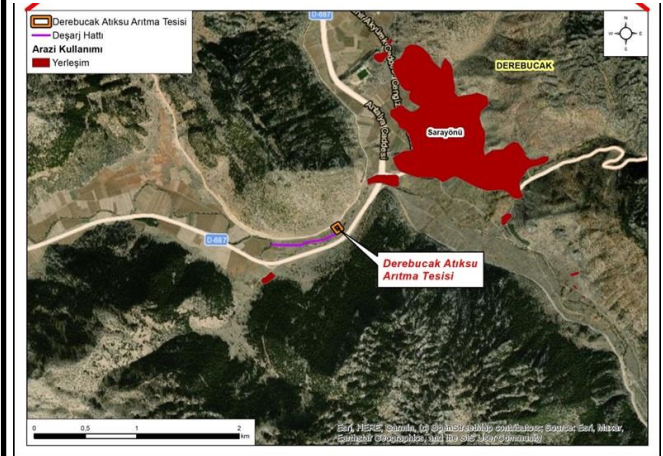 Derebucak Atıksu Arıtma Tesisi
Deşarj Hattı
Arazi Kullanımı
Yerleşim
D-687
N
W
E
S
DEREBUCAK
Antalya Caddesi
Sarayönü
D-687
Derebucak Atıksu
Arıtma Tesisi
0 0,5 1 2
km
Esri, HERE, Garmin, (c) OpenStreetMap contributors; Source: Esri, Maxar,
Earthstar Geographics, and the GIS User Community